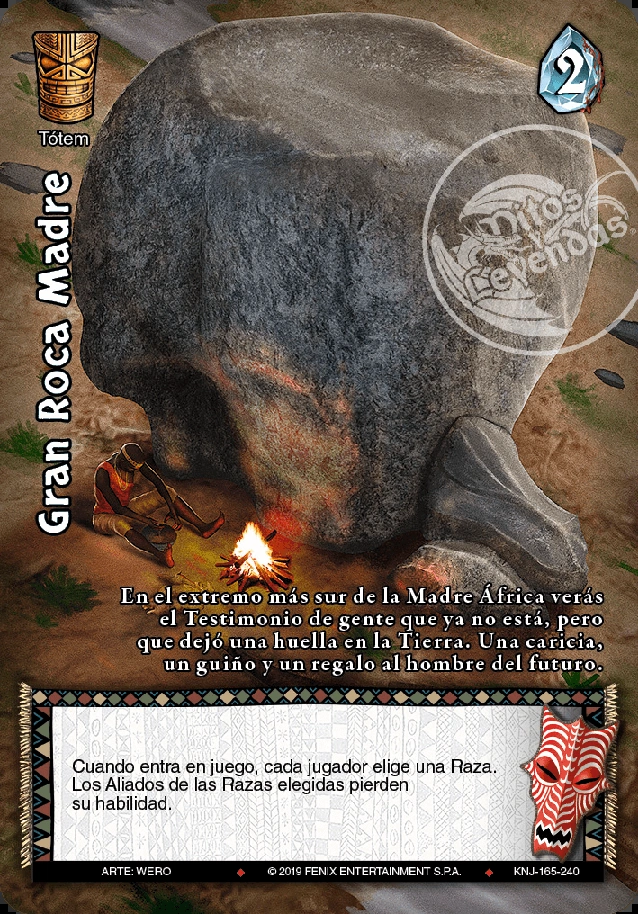 2
Tótem
Gran Roca Madre
Mitos y
Leyendas
En el extremo más sur de la Madre África verás
el Testimonio de gente que ya no está, pero
que dejó una huella en la Tierra. Una caricia,
un guiño y un regalo al hombre del futuro.
Cuando entra en juego, cada jugador elige una Raza.
Los Aliados de las Razas elegidas pierden
su habilidad.
ARTE: WERO ♦ © 2019 FENIX ENTERTAINMENT S.P.A. ♦ KNJ-165-240